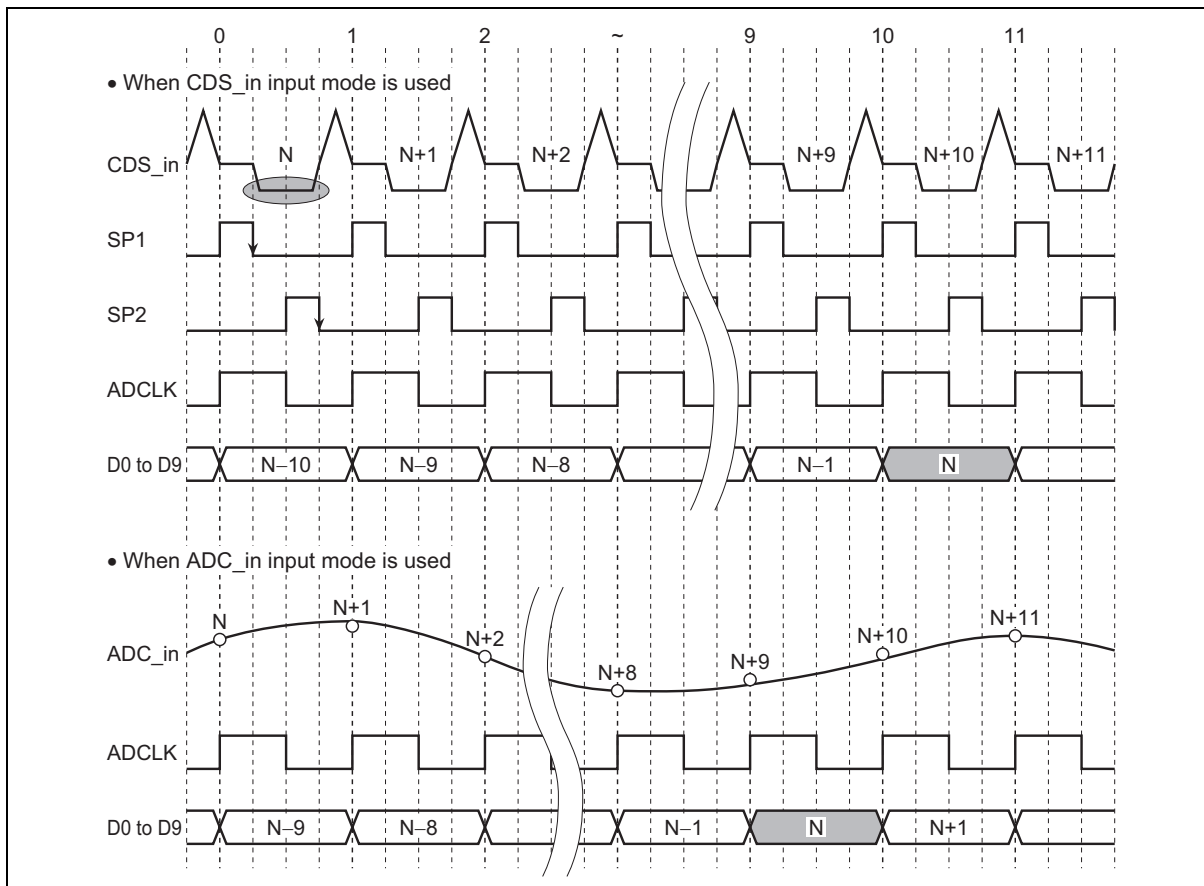 0 1 2 ~ 9 10 11
• When CDS_in input mode is used
CDS_in N N+1 N+2 N+9 N+10 N+11
SP1
SP2
ADCLK
D0 to D9 N–10 N–9 N–8 N–1 N
• When ADC_in input mode is used
ADC_in N N+1 N+2 N+8 N+9 N+10 N+11
ADCLK
D0 to D9 N–9 N–8 N–1 N N+1